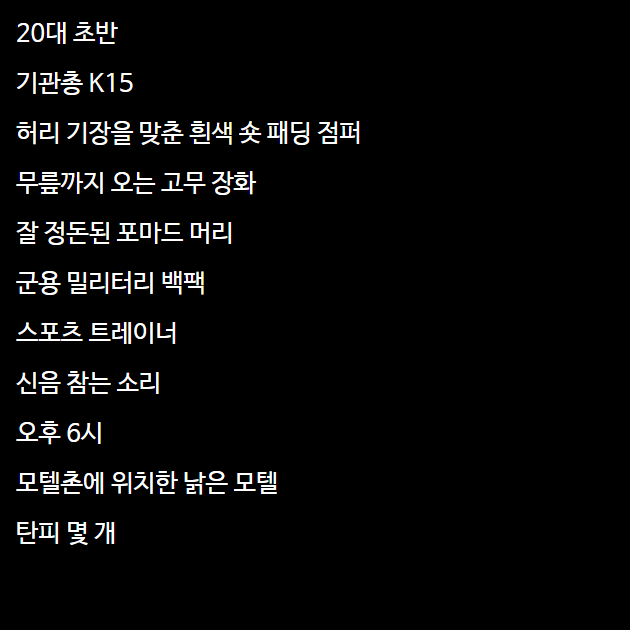 20대 초반
기관총 K15
허리 기장을 맞춘 흰색 숏 패딩 점퍼
무릎까지 오는 고무 장화
잘 정돈된 포마드 머리
군용 밀리터리 백팩
스포츠 트레이너
신음 참는 소리
오후 6시
모텔촌에 위치한 낡은 모텔
탄피 몇 개